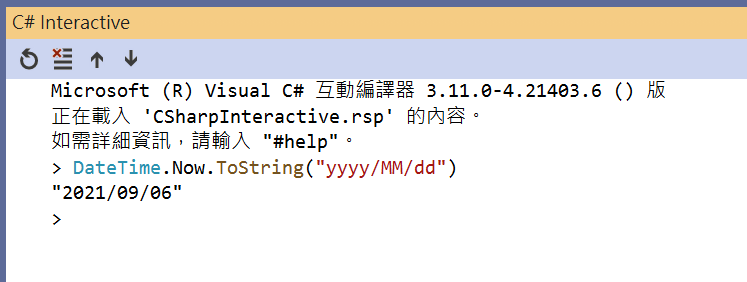 C# Interactive
Microsoft (R) Visual C# 互動編譯器 3.11.0-4.21403.6 () 版
正在載入 'CSharpInteractive.rsp' 的內容。
如需詳細資訊，請輸入 "#help"。
> DateTime.Now.ToString("yyyy/MM/dd")
"2021/09/06"
>